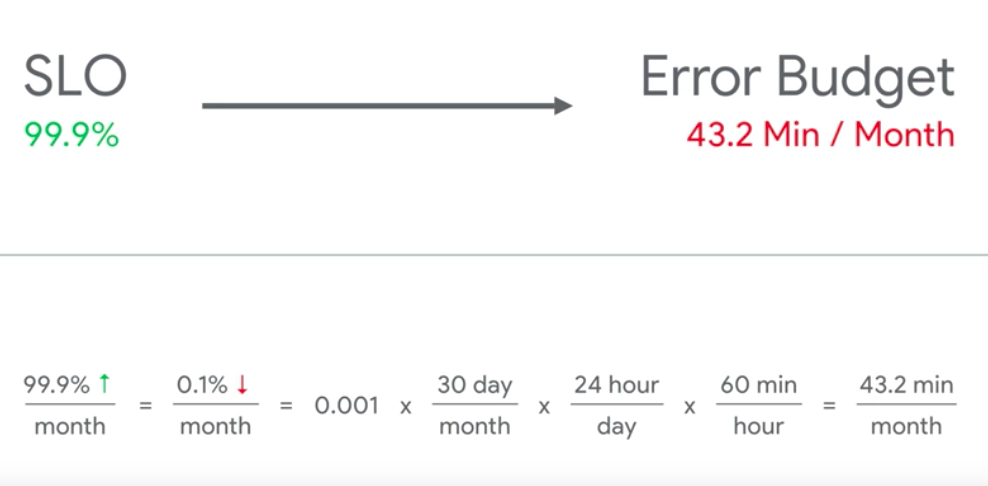 SLO
99.9%
Error Budget
43.2 Min / Month
99.9% ↑ / month = 0.1% ↓ / month = 0.001 x 30 day / month x 24 hour / day x 60 min / hour = 43.2 min / month